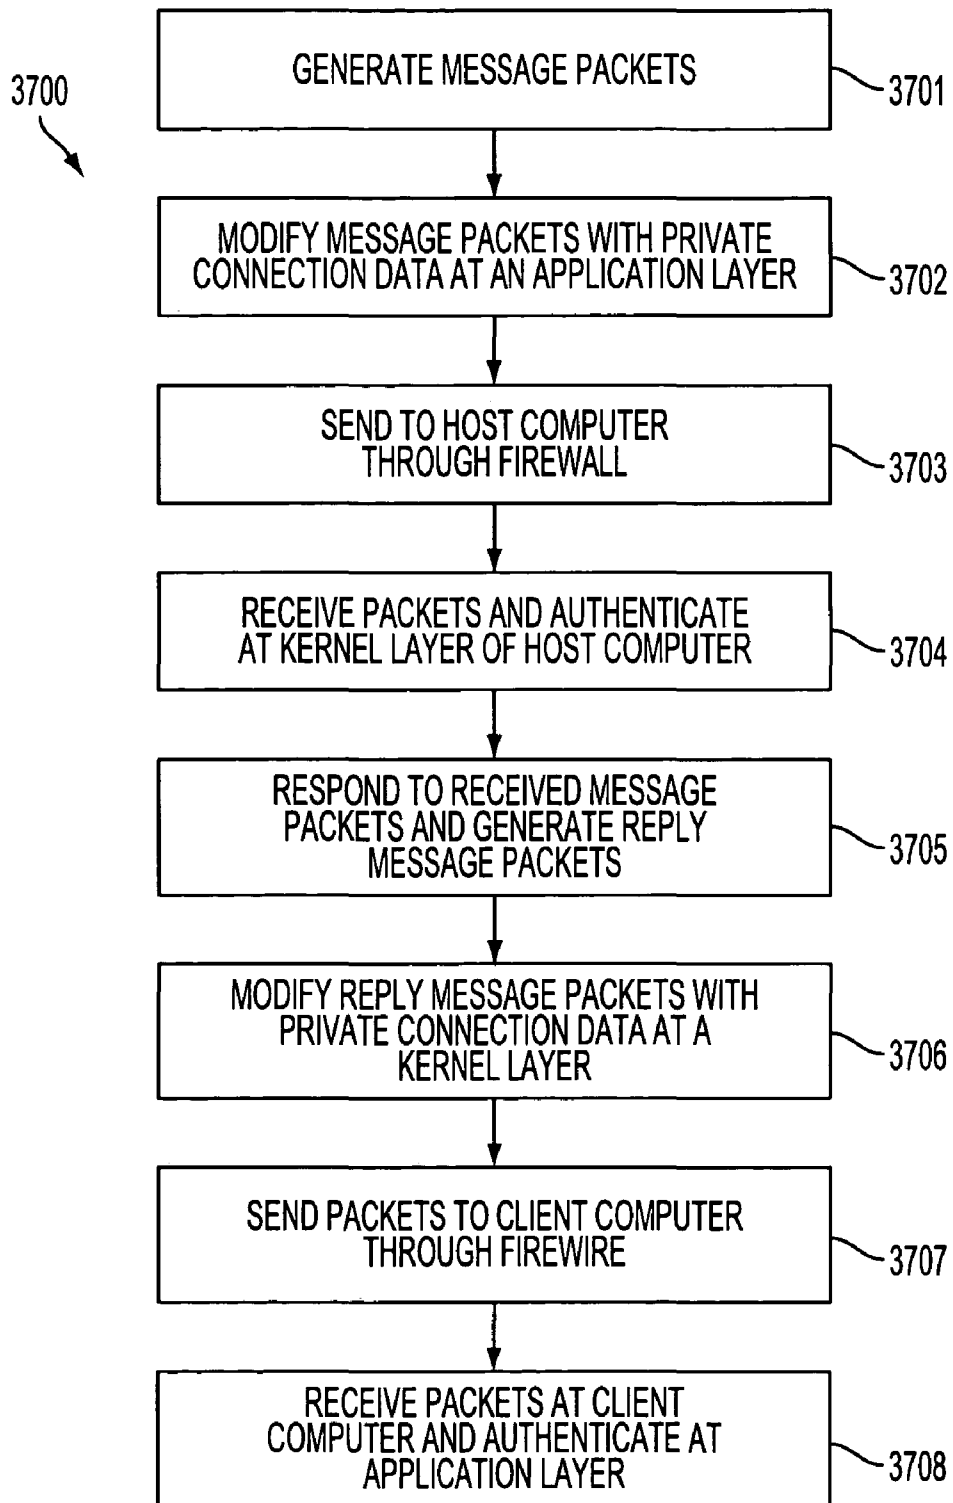 GENERATE MESSAGE PACKETS
3701
3700
MODIFY MESSAGE PACKETS WITH PRIVATE
CONNECTION DATA AT AN APPLICATION LAYER
3702
SEND TO HOST COMPUTER
THROUGH FIREWALL
3703
RECEIVE PACKETS AND AUTHENTICATE
AT KERNEL LAYER OF HOST COMPUTER
3704
RESPOND TO RECEIVED MESSAGE
PACKETS AND GENERATE REPLY
MESSAGE PACKETS
3705
MODIFY REPLY MESSAGE PACKETS WITH
PRIVATE CONNECTION DATA AT A
KERNEL LAYER
3706
SEND PACKETS TO CLIENT COMPUTER
THROUGH FIREWIRE
3707
RECEIVE PACKETS AT CLIENT
COMPUTER AND AUTHENTICATE AT
APPLICATION LAYER
3708